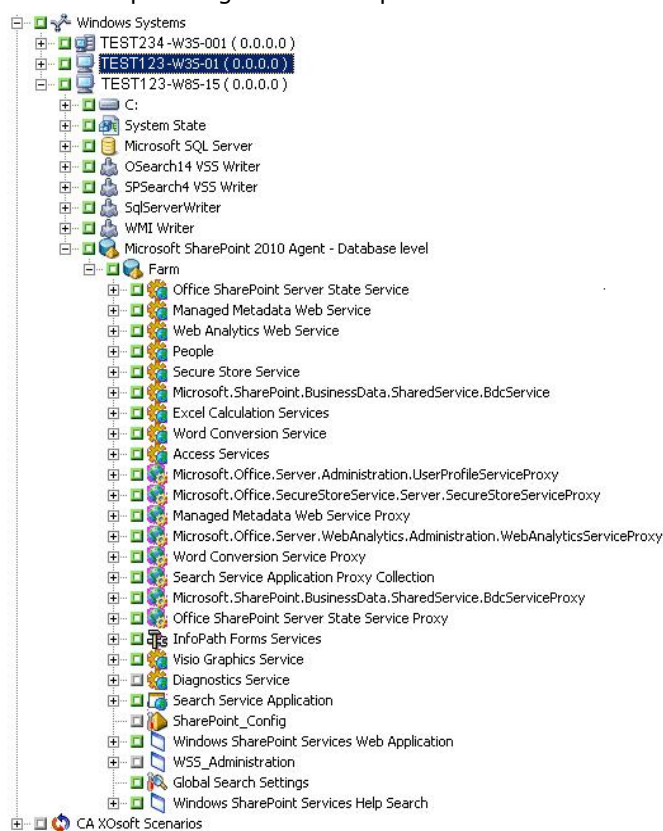 Windows Systems
TEST234-W3S-001 ( 0.0.0.0 )
TEST123-W3S-01 ( 0.0.0.0 )
TEST123-W8S-15 ( 0.0.0.0 )
C:
System State
Microsoft SQL Server
OSearch14 VSS Writer
SPSearch4 VSS Writer
SqlServerWriter
WMI Writer
Microsoft SharePoint 2010 Agent - Database level
Farm
Office SharePoint Server State Service
Managed Metadata Web Service
Web Analytics Web Service
People
Secure Store Service
Microsoft.SharePoint.BusinessData.SharedService.BdcService
Excel Calculation Services
Word Conversion Service
Access Services
Microsoft.Office.Server.Administration.UserProfileServiceProxy
Microsoft.Office.SecureStoreService.Server.SecureStoreServiceProxy
Managed Metadata Web Service Proxy
Microsoft.Office.Server.WebAnalytics.Administration.WebAnalyticsServiceProxy
Word Conversion Service Proxy
Search Service Application Proxy Collection
Microsoft.SharePoint.BusinessData.SharedService.BdcServiceProxy
Office SharePoint Server State Service Proxy
InfoPath Forms Services
Visio Graphics Service
Diagnostics Service
Search Service Application
SharePoint_Config
Windows SharePoint Services Web Application
WSS_Administration
Global Search Settings
Windows SharePoint Services Help Search
CA XOsoft Scenarios